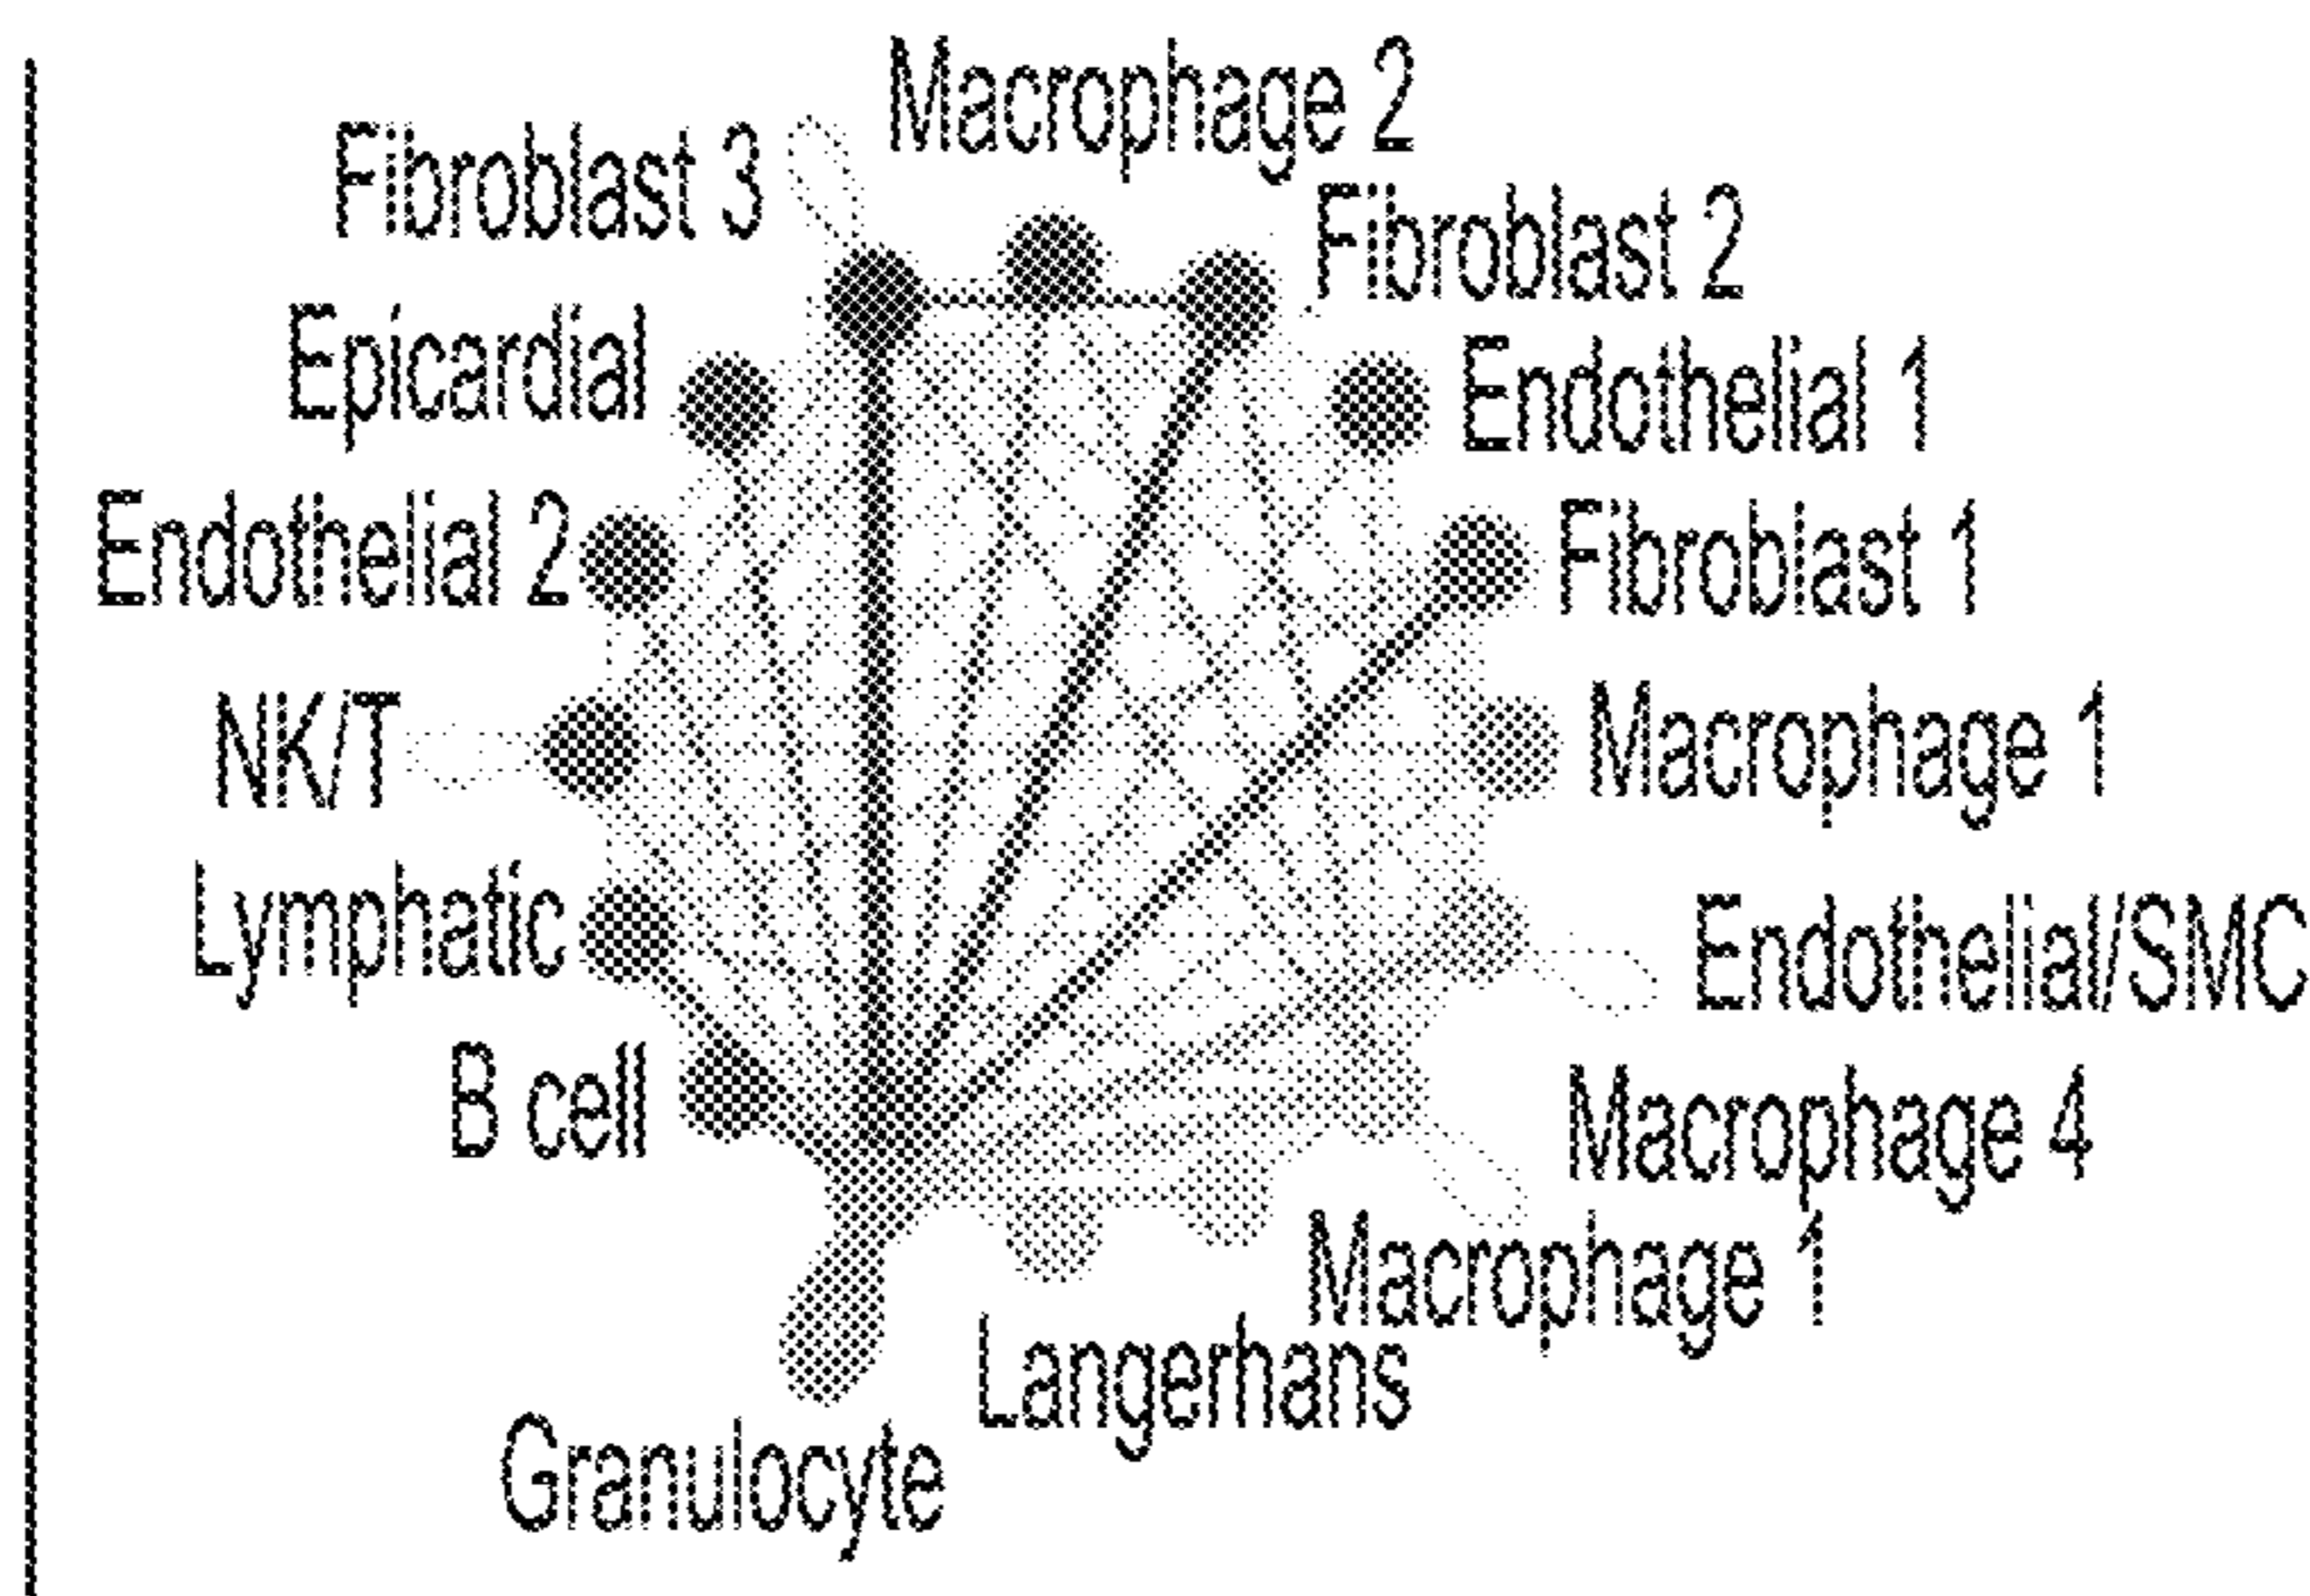 Macrophage 2
Fibroblast 3
Fibroblast 2
Epicardial
Endothelial 1
Endothelial 2
Fibroblast 1
NK/T
Macrophage 1
Lymphatic
Endothelial/SMC
B cell
Macrophage 4
Macrophage 1
Langerhans
Granulocyte